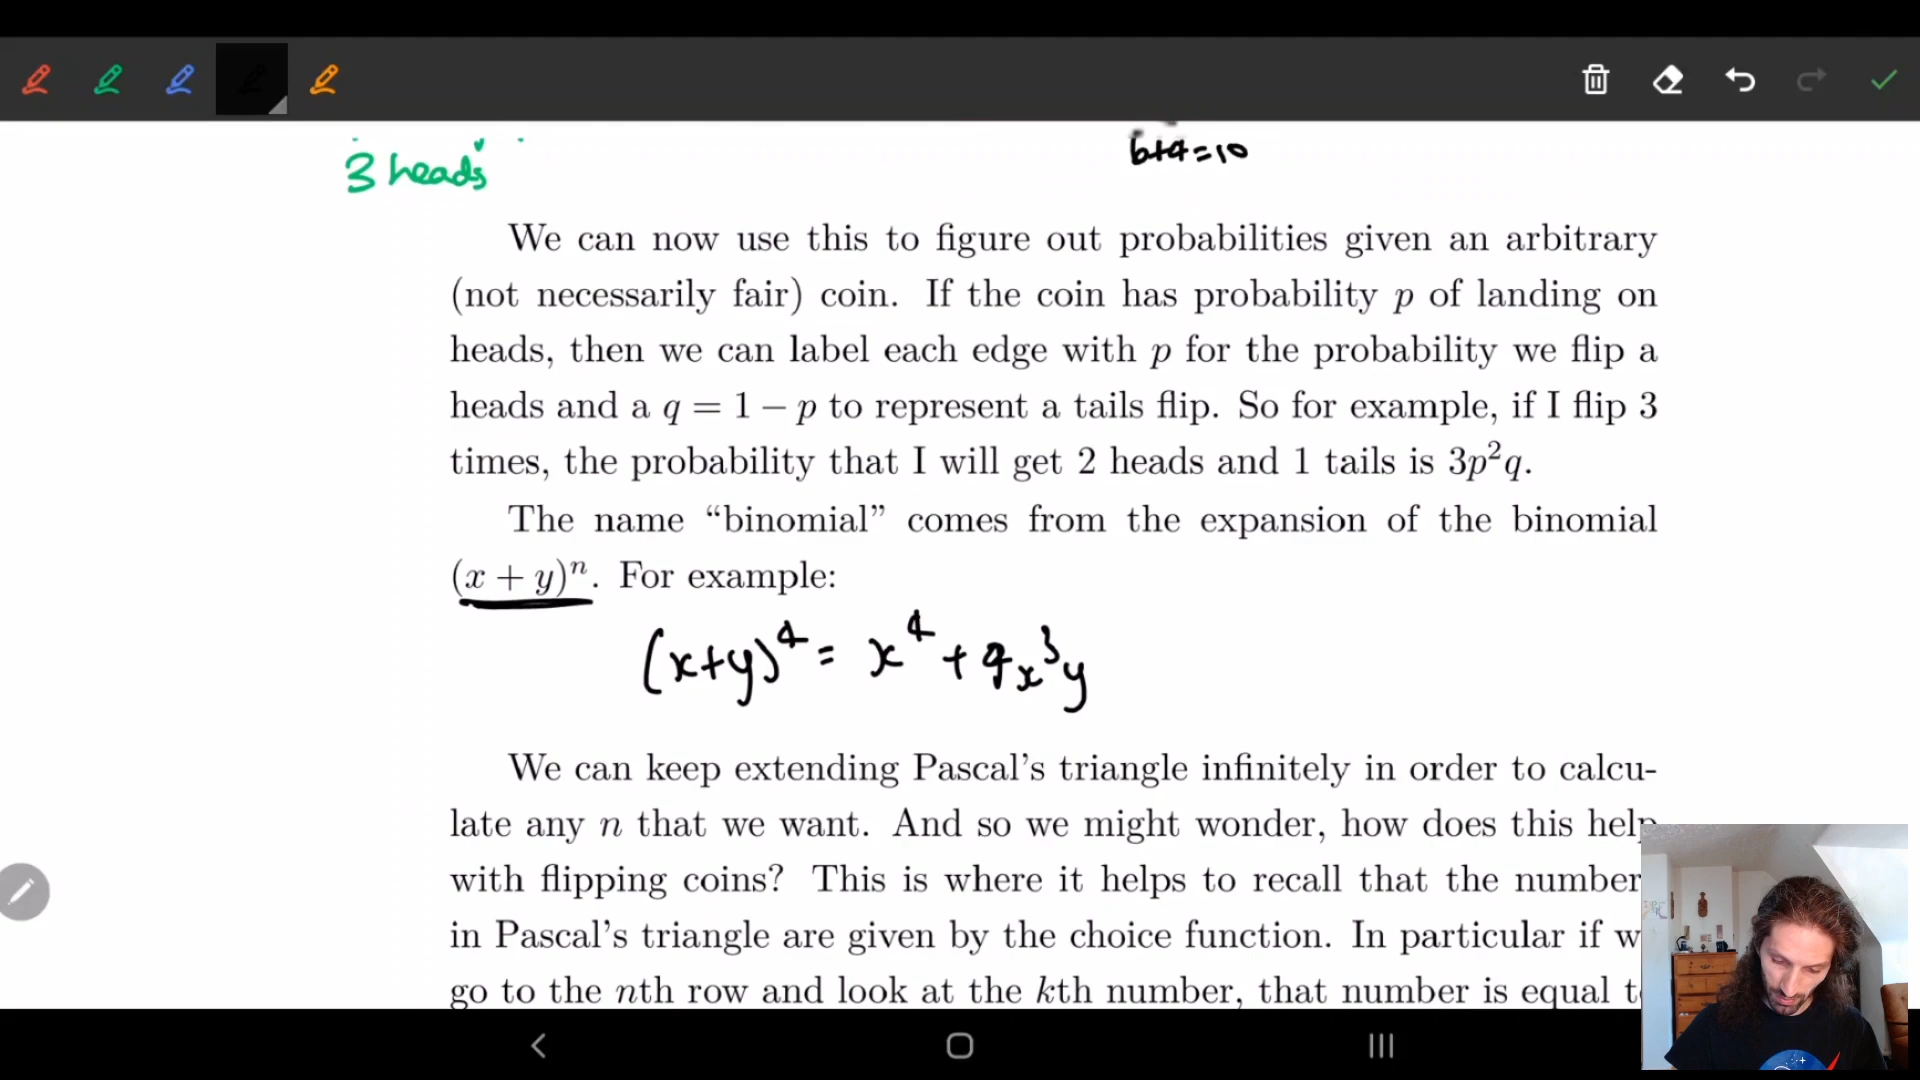 3 heads
6+4=10
We can now use this to figure out probabilities given an arbitrary
(not necessarily fair) coin. If the coin has probability p of landing on
heads, then we can label each edge with p for the probability we flip a
heads and a q = 1 − p to represent a tails flip. So for example, if I flip 3
times, the probability that I will get 2 heads and 1 tails is 3p²q.
The name “binomial” comes from the expansion of the binomial
(x + y)ⁿ. For example:
(x+y)⁴ = x⁴ + 4x³y
We can keep extending Pascal’s triangle infinitely in order to calcu-
late any n that we want. And so we might wonder, how does this help
with flipping coins? This is where it helps to recall that the number
in Pascal’s triangle are given by the choice function. In particular if w
go to the nth row and look at the kth number, that number is equal t